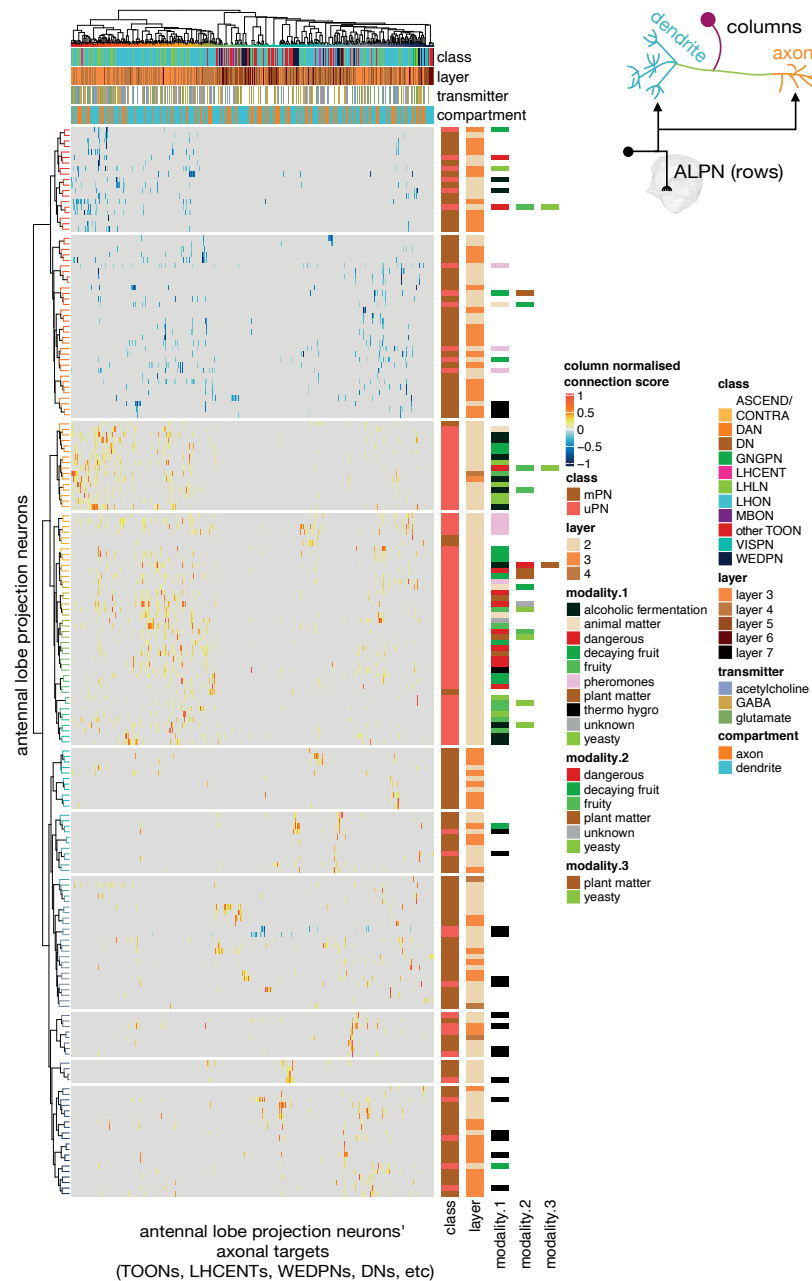 class
layer
transmitter
compartment
dendrite
columns
axon
ALPN (rows)
antennal lobe projection neurons
column normalised
connection score
1
0.5
0
−0.5
−1
class
mPN
uPN
layer
2
3
4
modality.1
alcoholic fermentation
animal matter
dangerous
decaying fruit
fruity
pheromones
plant matter
thermo hygro
unknown
yeasty
modality.2
dangerous
decaying fruit
fruity
plant matter
unknown
yeasty
modality.3
plant matter
yeasty
class
ASCEND/
CONTRA
DAN
DN
GNGPN
LHCENT
LHLN
LHON
MBON
other TOON
VISPN
WEDPN
layer
layer 3
layer 4
layer 5
layer 6
layer 7
transmitter
acetylcholine
GABA
glutamate
compartment
axon
dendrite
class
layer
modality.1
modality.2
modality.3
antennal lobe projection neurons'
axonal targets
(TOONs, LHCENTs, WEDPNs, DNs, etc)